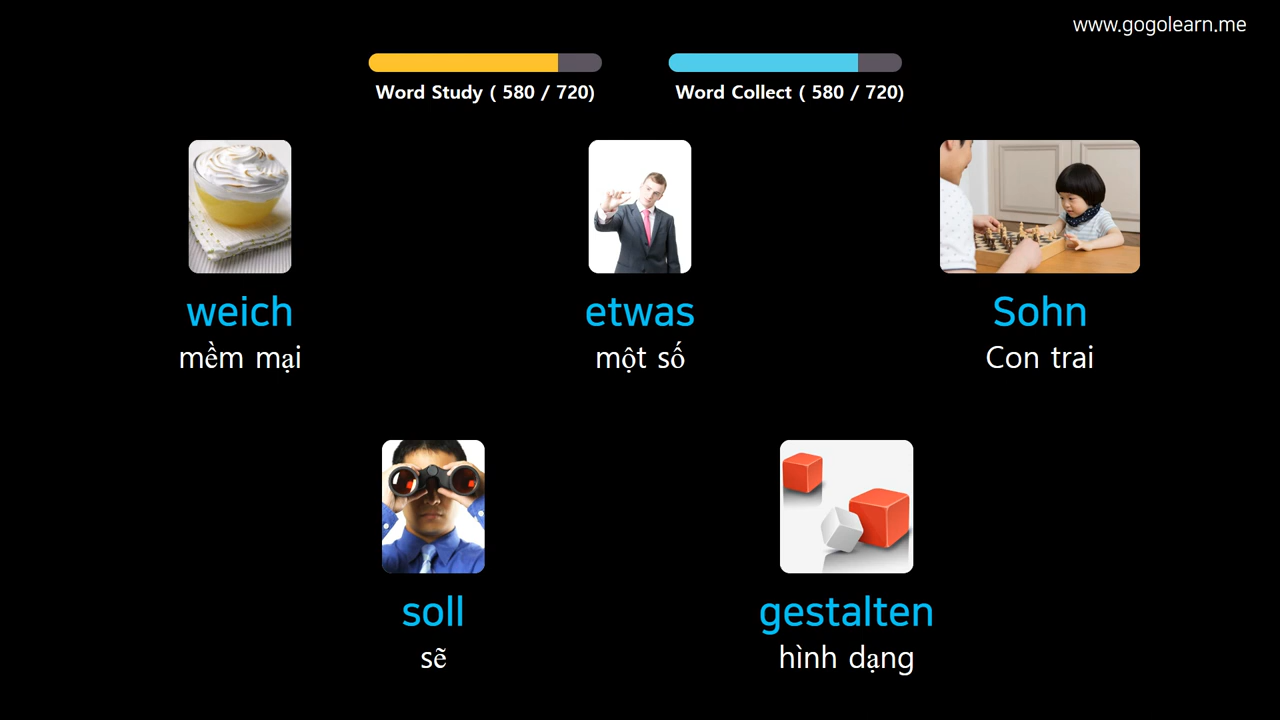 www.gogolearn.me
Word Study ( 580 / 720)
Word Collect ( 580 / 720)
weich
mềm mại
etwas
một số
Sohn
Con trai
soll
sẽ
gestalten
hình dạng